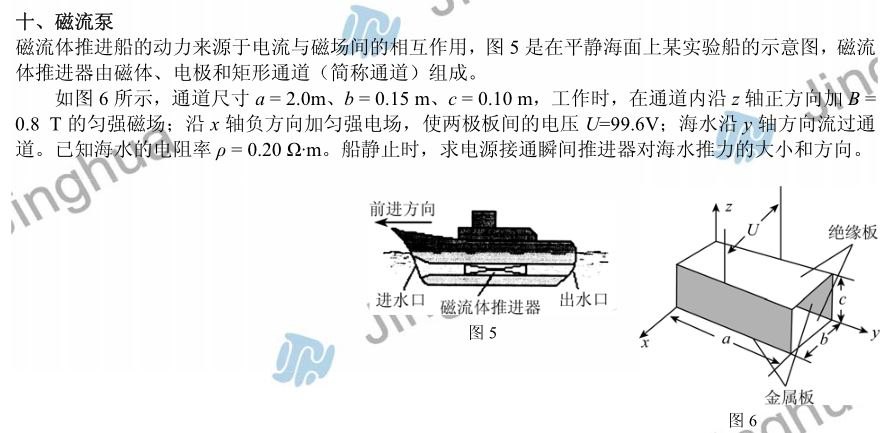 十、磁流泵
磁流体推进船的动力来源于电流与磁场间的相互作用，图 5 是在平静海面上某实验船的示意图，磁流
体推进器由磁体、电极和矩形通道（简称通道）组成。
如图 6 所示，通道尺寸 a = 2.0m、b = 0.15 m、c = 0.10 m，工作时，在通道内沿 z 轴正方向加 B =
0.8 T 的匀强磁场；沿 x 轴负方向加匀强电场，使两极板间的电压 U=99.6V；海水沿 y 轴方向流过通
道。已知海水的电阻率 ρ = 0.20 Ω·m。船静止时，求电源接通瞬间推进器对海水推力的大小和方向。
前进方向
进水口
磁流体推进器
出水口
图 5
z
U
绝缘板
c
x
a
b
y
金属板
图 6
Jinghua
Jinghua